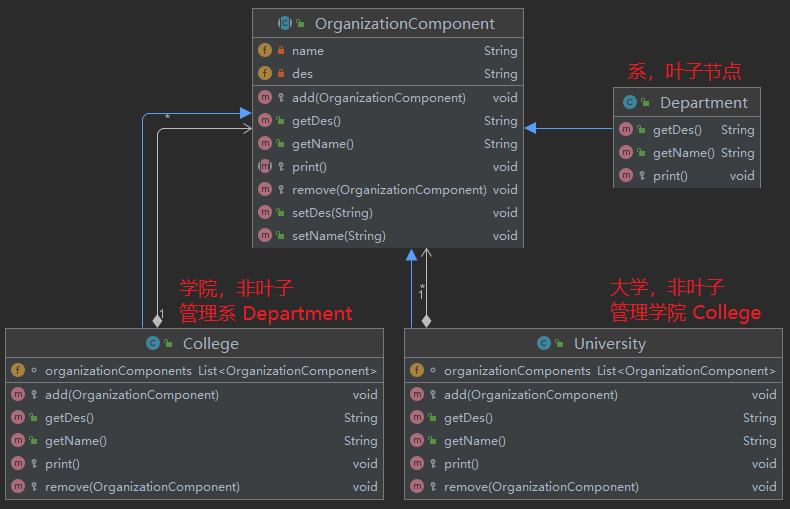 OrganizationComponent
name String
des String
add(OrganizationComponent) void
getDes() String
getName() String
print() void
remove(OrganizationComponent) void
setDes(String) void
setName(String) void
系，叶子节点
Department
getDes() String
getName() String
print() void
*
学院，非叶子
管理系 Department
1
*
1
大学，非叶子
管理学院 College
College
organizationComponents List<OrganizationComponent>
add(OrganizationComponent) void
getDes() String
getName() String
print() void
remove(OrganizationComponent) void
University
organizationComponents List<OrganizationComponent>
add(OrganizationComponent) void
getDes() String
getName() String
print() void
remove(OrganizationComponent) void